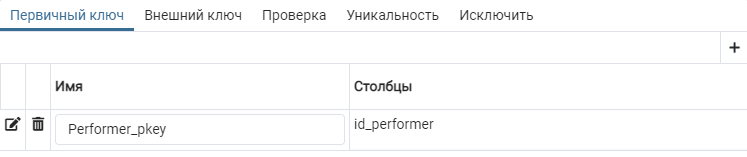 Первичный ключ Внешний ключ Проверка Уникальность Исключить
+
Имя Столбцы
Performer_pkey id_performer